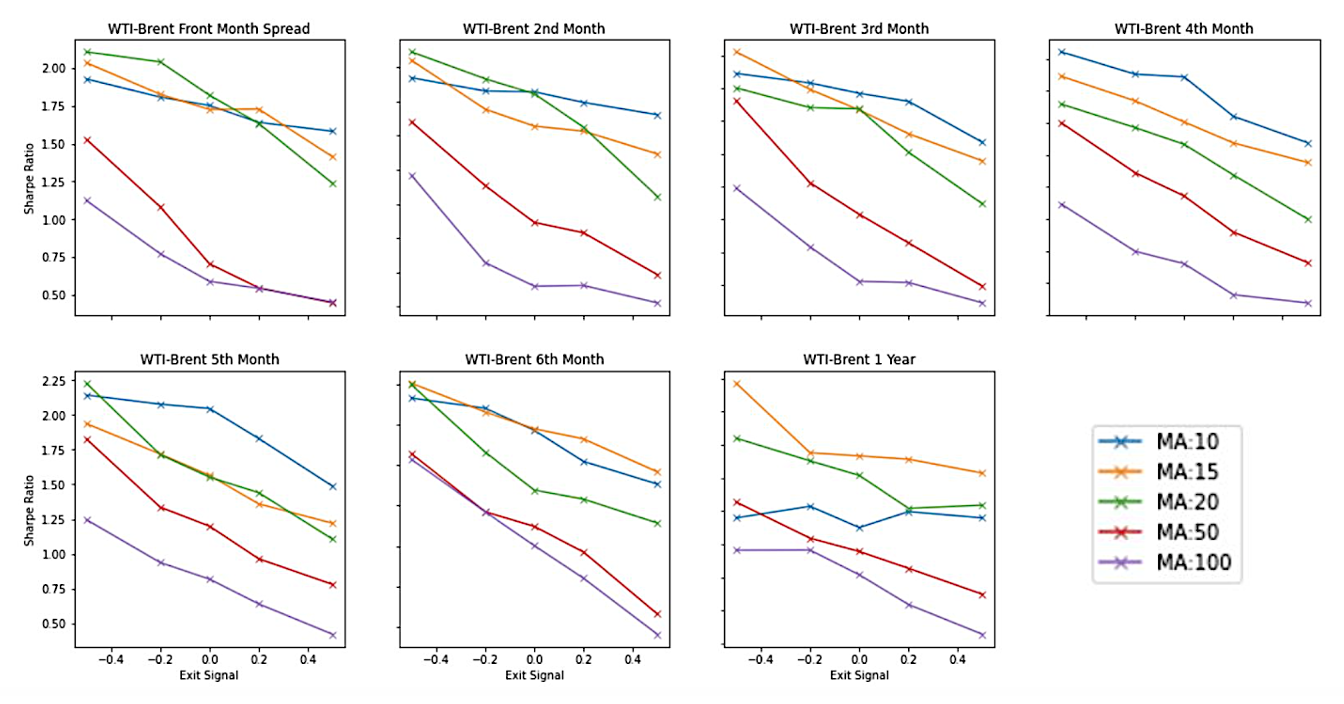 WTI-Brent Front Month Spread
WTI-Brent 2nd Month
WTI-Brent 3rd Month
WTI-Brent 4th Month
Sharpe Ratio
2.00
1.75
1.50
1.25
1.00
0.75
0.50
WTI-Brent 5th Month
WTI-Brent 6th Month
WTI-Brent 1 Year
Sharpe Ratio
2.25
2.00
1.75
1.50
1.25
1.00
0.75
0.50
MA:10
MA:15
MA:20
MA:50
MA:100
−0.4 −0.2 0.0 0.2 0.4
−0.4 −0.2 0.0 0.2 0.4
−0.4 −0.2 0.0 0.2 0.4
Exit Signal
Exit Signal
Exit Signal